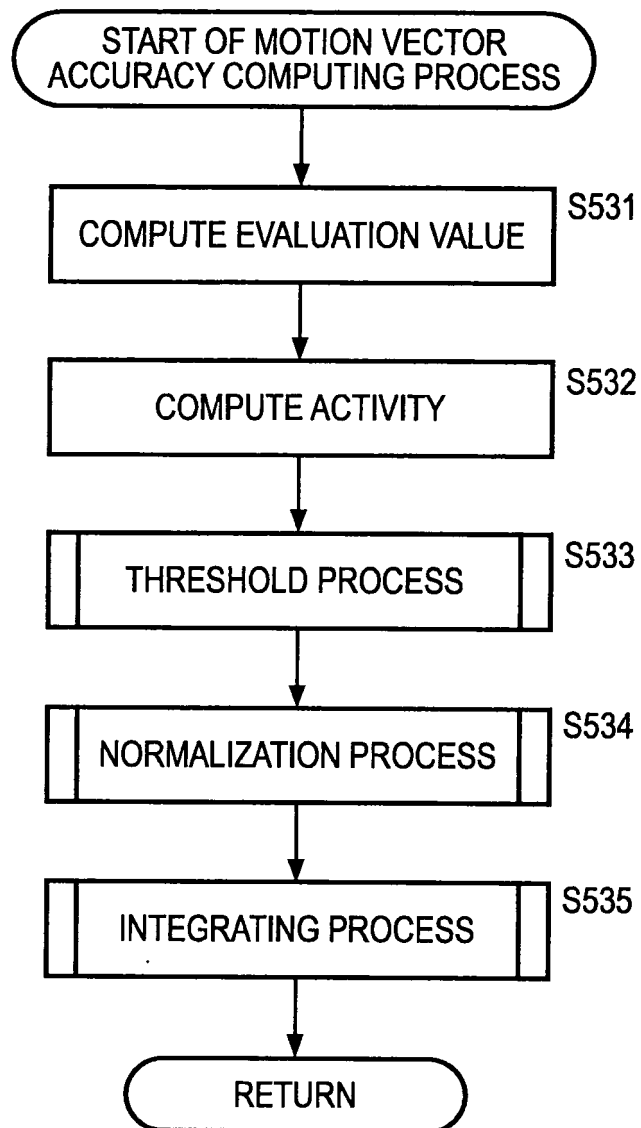 START OF MOTION VECTOR
ACCURACY COMPUTING PROCESS
S531
COMPUTE EVALUATION VALUE
S532
COMPUTE ACTIVITY
S533
THRESHOLD PROCESS
S534
NORMALIZATION PROCESS
S535
INTEGRATING PROCESS
RETURN